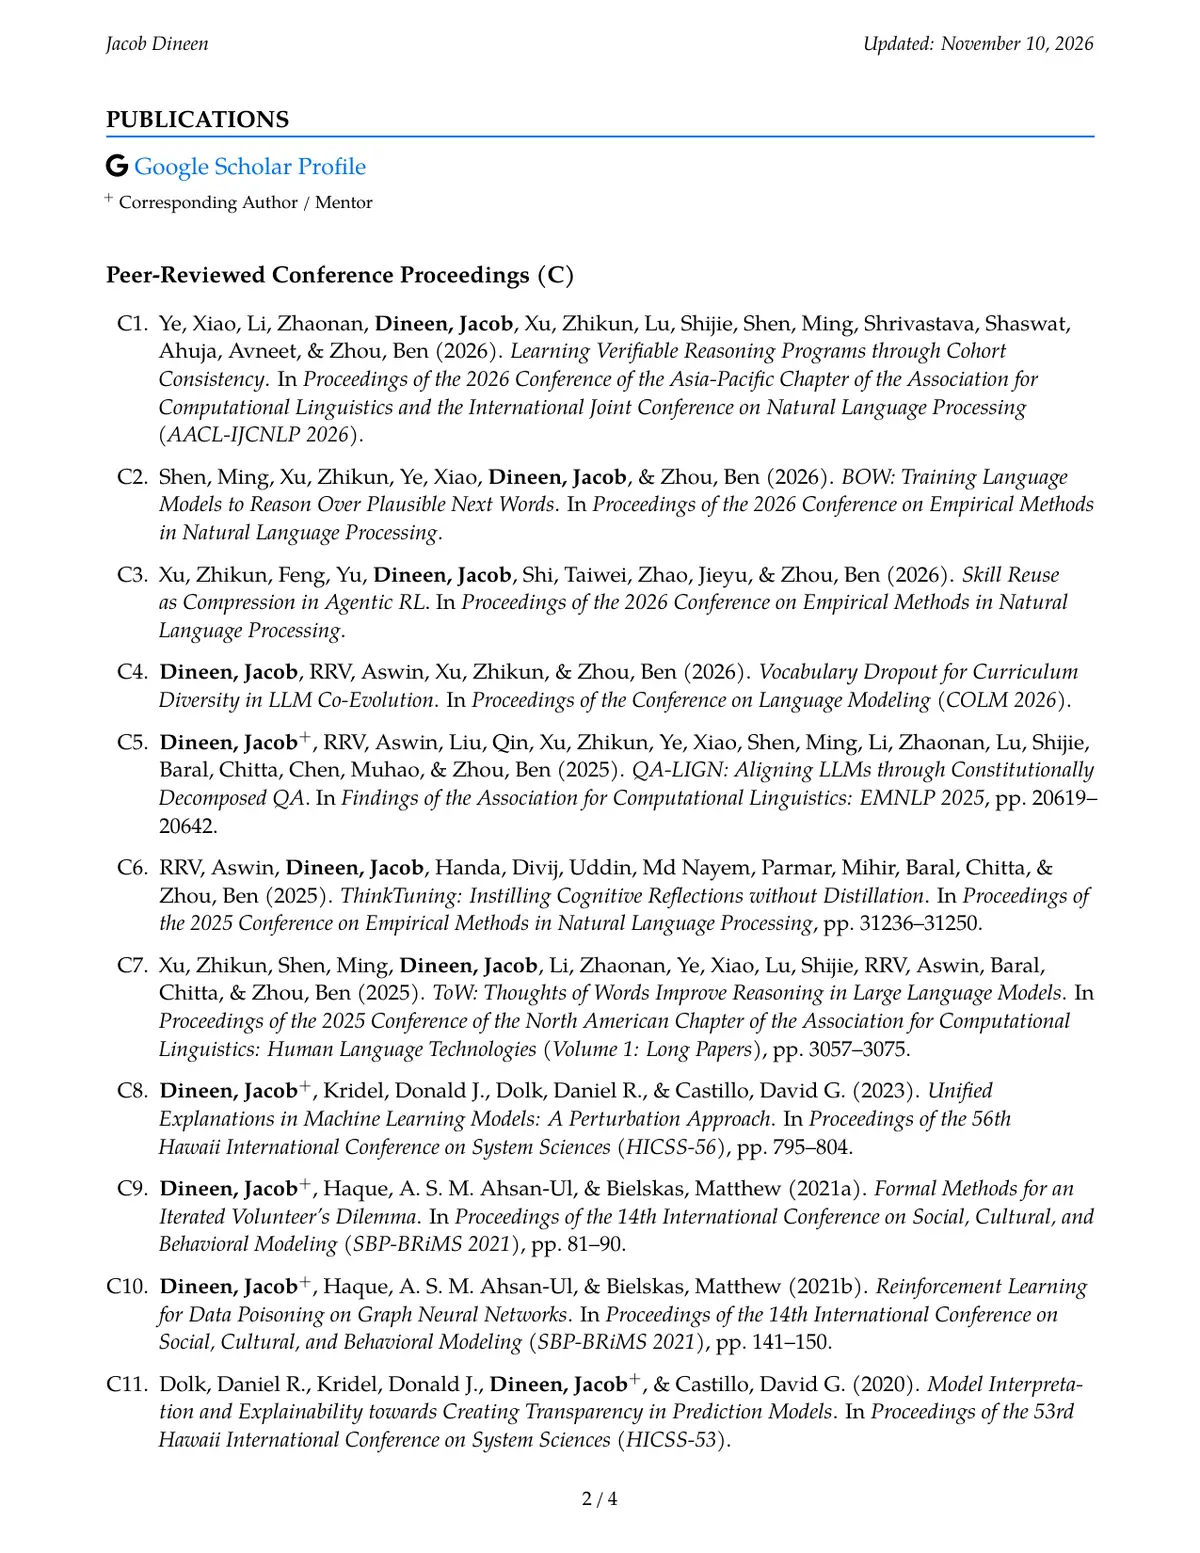 Jacob Dineen
Updated: November 10, 2026
PUBLICATIONS
Google Scholar Profile
+ Corresponding Author / Mentor
Peer-Reviewed Conference Proceedings (C)
C1. Ye, Xiao, Li, Zhaonan, Dineen, Jacob, Xu, Zhikun, Lu, Shijie, Shen, Ming, Shrivastava, Shaswat,
Ahuja, Avneet, & Zhou, Ben (2026). Learning Verifiable Reasoning Programs through Cohort
Consistency. In Proceedings of the 2026 Conference of the Asia-Pacific Chapter of the Association for
Computational Linguistics and the International Joint Conference on Natural Language Processing
(AACL-IJCNLP 2026).
C2. Shen, Ming, Xu, Zhikun, Ye, Xiao, Dineen, Jacob, & Zhou, Ben (2026). BOW: Training Language
Models to Reason Over Plausible Next Words. In Proceedings of the 2026 Conference on Empirical Methods
in Natural Language Processing.
C3. Xu, Zhikun, Feng, Yu, Dineen, Jacob, Shi, Taiwei, Zhao, Jieyu, & Zhou, Ben (2026). Skill Reuse
as Compression in Agentic RL. In Proceedings of the 2026 Conference on Empirical Methods in Natural
Language Processing.
C4. Dineen, Jacob, RRV, Aswin, Xu, Zhikun, & Zhou, Ben (2026). Vocabulary Dropout for Curriculum
Diversity in LLM Co-Evolution. In Proceedings of the Conference on Language Modeling (COLM 2026).
C5. Dineen, Jacob+, RRV, Aswin, Liu, Qin, Xu, Zhikun, Ye, Xiao, Shen, Ming, Li, Zhaonan, Lu, Shijie,
Baral, Chitta, Chen, Muhao, & Zhou, Ben (2025). QA-LIGN: Aligning LLMs through Constitutionally
Decomposed QA. In Findings of the Association for Computational Linguistics: EMNLP 2025, pp. 20619–
20642.
C6. RRV, Aswin, Dineen, Jacob, Handa, Divij, Uddin, Md Nayem, Parmar, Mihir, Baral, Chitta, &
Zhou, Ben (2025). ThinkTuning: Instilling Cognitive Reflections without Distillation. In Proceedings of
the 2025 Conference on Empirical Methods in Natural Language Processing, pp. 31236–31250.
C7. Xu, Zhikun, Shen, Ming, Dineen, Jacob, Li, Zhaonan, Ye, Xiao, Lu, Shijie, RRV, Aswin, Baral,
Chitta, & Zhou, Ben (2025). ToW: Thoughts of Words Improve Reasoning in Large Language Models. In
Proceedings of the 2025 Conference of the North American Chapter of the Association for Computational
Linguistics: Human Language Technologies (Volume 1: Long Papers), pp. 3057–3075.
C8. Dineen, Jacob+, Kridel, Donald J., Dolk, Daniel R., & Castillo, David G. (2023). Unified
Explanations in Machine Learning Models: A Perturbation Approach. In Proceedings of the 56th
Hawaii International Conference on System Sciences (HICSS-56), pp. 795–804.
C9. Dineen, Jacob+, Haque, A. S. M. Ahsan-Ul, & Bielskas, Matthew (2021a). Formal Methods for an
Iterated Volunteer's Dilemma. In Proceedings of the 14th International Conference on Social, Cultural, and
Behavioral Modeling (SBP-BRiMS 2021), pp. 81–90.
C10. Dineen, Jacob+, Haque, A. S. M. Ahsan-Ul, & Bielskas, Matthew (2021b). Reinforcement Learning
for Data Poisoning on Graph Neural Networks. In Proceedings of the 14th International Conference on
Social, Cultural, and Behavioral Modeling (SBP-BRiMS 2021), pp. 141–150.
C11. Dolk, Daniel R., Kridel, Donald J., Dineen, Jacob+, & Castillo, David G. (2020). Model Interpreta-
tion and Explainability towards Creating Transparency in Prediction Models. In Proceedings of the 53rd
Hawaii International Conference on System Sciences (HICSS-53).
2 / 4